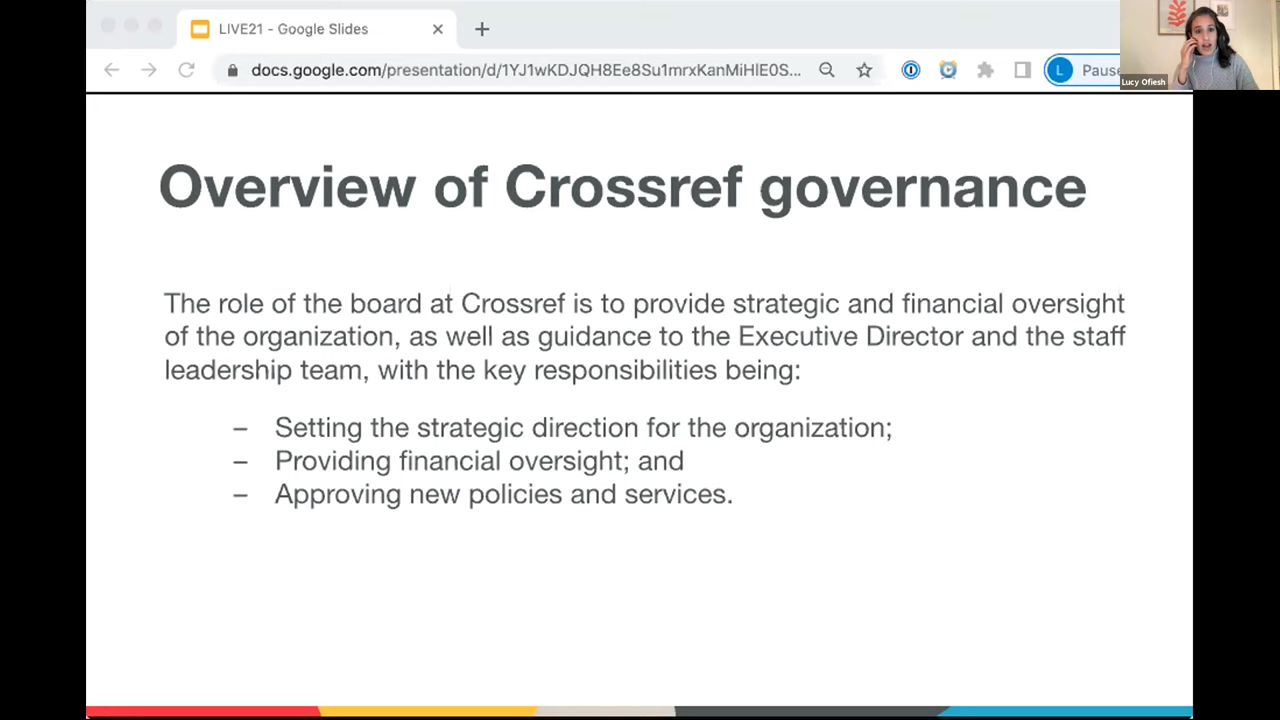 LIVE21 - Google Slides
docs.google.com/presentation/d/1YJ1wKDJQH8Ee8Su1mrxKanMiHlE0S...
L Pause
Lucy Ofiesh
Overview of Crossref governance
The role of the board at Crossref is to provide strategic and financial oversight
of the organization, as well as guidance to the Executive Director and the staff
leadership team, with the key responsibilities being:
– Setting the strategic direction for the organization;
– Providing financial oversight; and
– Approving new policies and services.